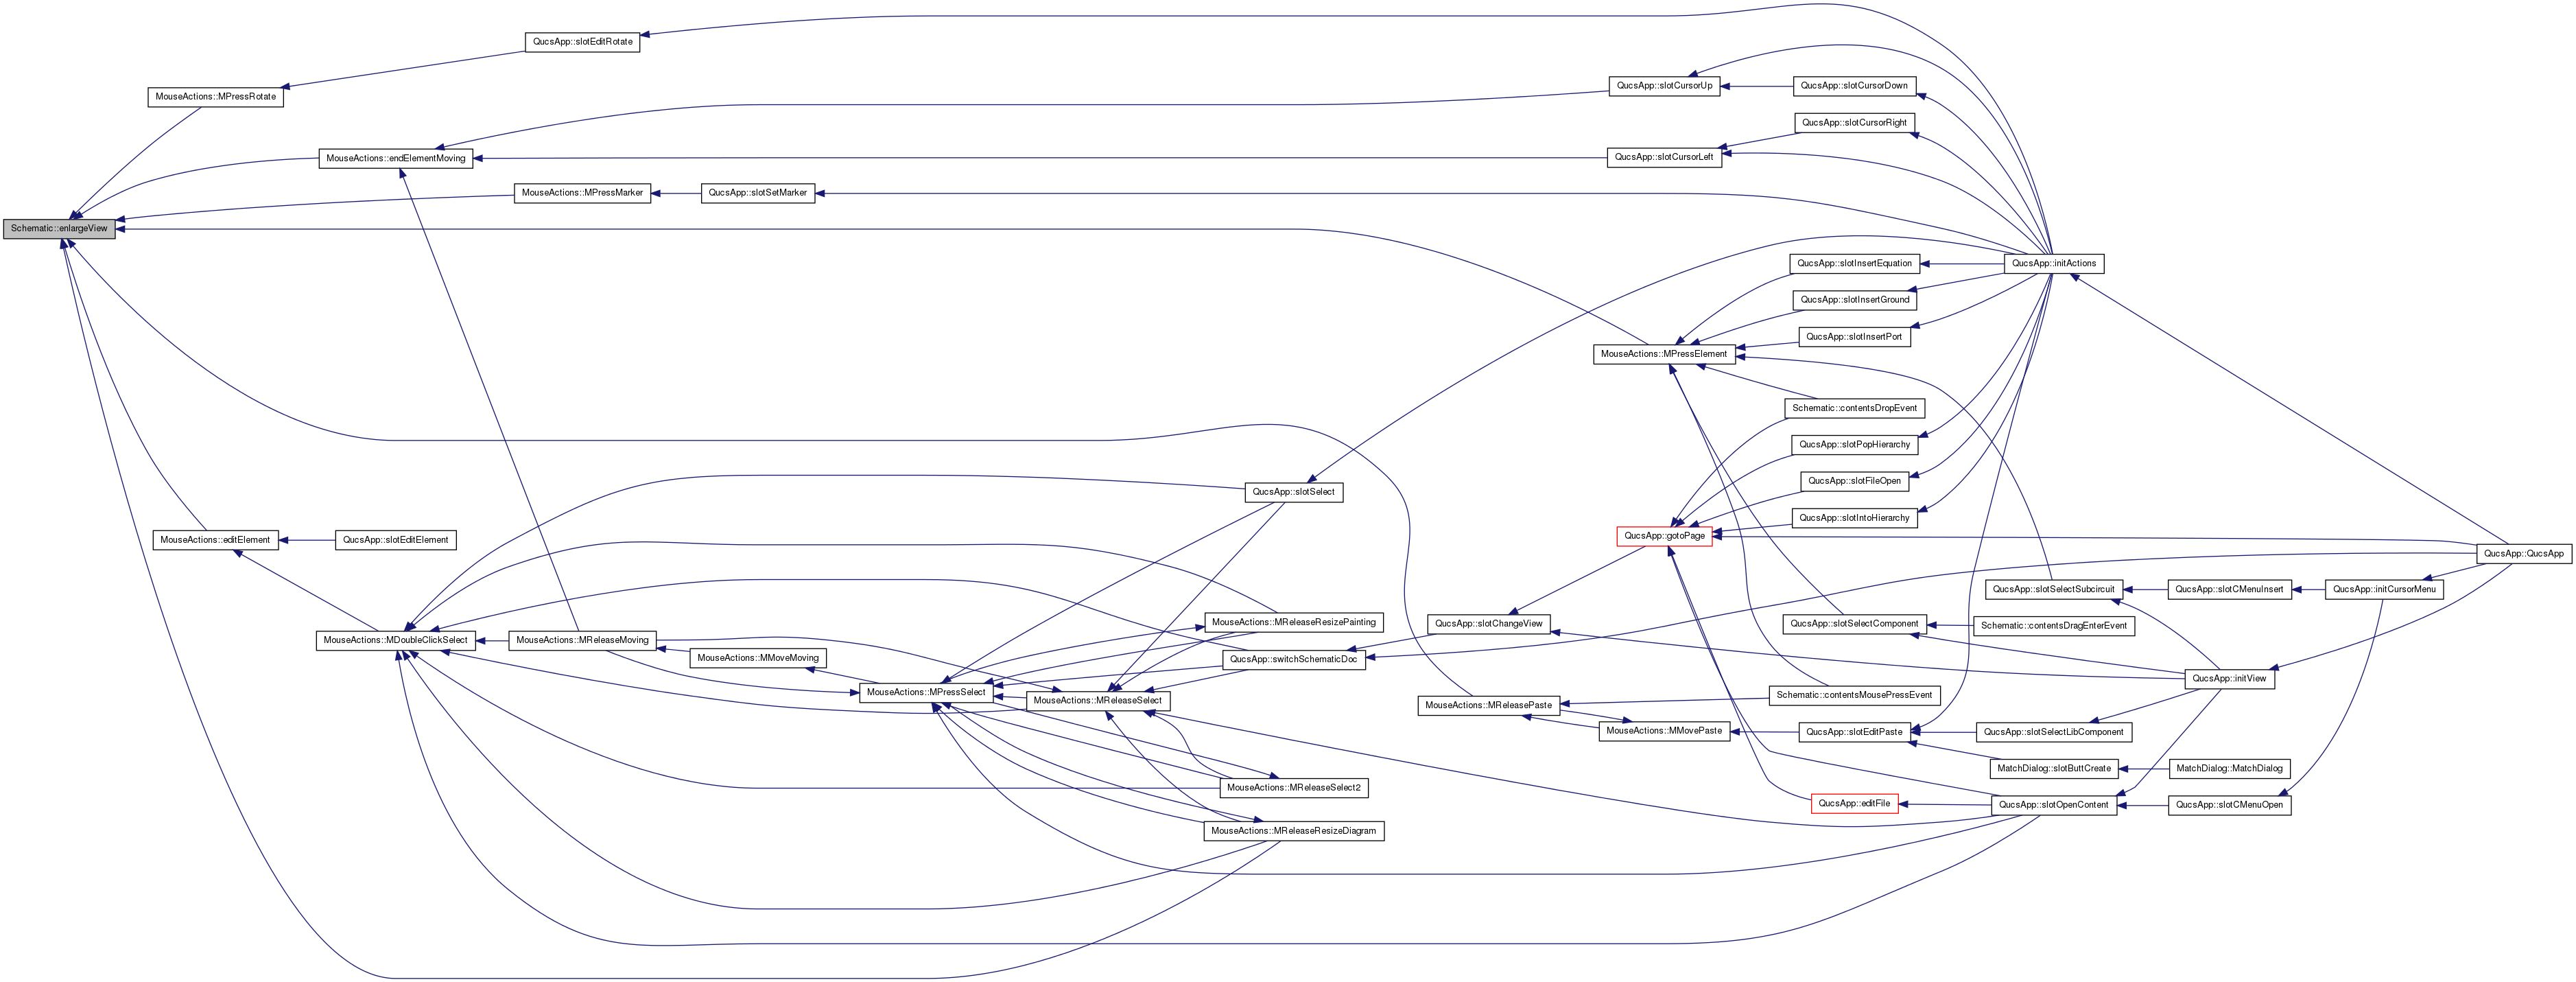 QucsApp::slotEditRotate
QucsApp::slotCursorUp
QucsApp::slotCursorDown
MouseActions::MPressRotate
QucsApp::slotCursorRight
MouseActions::endElementMoving
QucsApp::slotCursorLeft
MouseActions::MPressMarker
QucsApp::slotSetMarker
Schematic::enlargeView
QucsApp::slotInsertEquation
QucsApp::initActions
QucsApp::slotInsertGround
QucsApp::slotInsertPort
MouseActions::MPressElement
Schematic::contentsDropEvent
QucsApp::slotPopHierarchy
QucsApp::slotFileOpen
QucsApp::slotSelect
QucsApp::slotIntoHierarchy
QucsApp::gotoPage
MouseActions::editElement
QucsApp::slotEditElement
QucsApp::QucsApp
QucsApp::slotSelectSubcircuit
QucsApp::slotCMenuInsert
QucsApp::initCursorMenu
MouseActions::MReleaseResizePainting
QucsApp::slotChangeView
QucsApp::slotSelectComponent
Schematic::contentsDragEnterEvent
MouseActions::MDoubleClickSelect
MouseActions::MReleaseMoving
MouseActions::MMoveMoving
QucsApp::switchSchematicDoc
QucsApp::initView
MouseActions::MPressSelect
MouseActions::MReleaseSelect
Schematic::contentsMousePressEvent
MouseActions::MReleasePaste
MouseActions::MMovePaste
QucsApp::slotEditPaste
QucsApp::slotSelectLibComponent
MatchDialog::slotButtCreate
MatchDialog::MatchDialog
MouseActions::MReleaseSelect2
QucsApp::editFile
QucsApp::slotOpenContent
QucsApp::slotCMenuOpen
MouseActions::MReleaseResizeDiagram